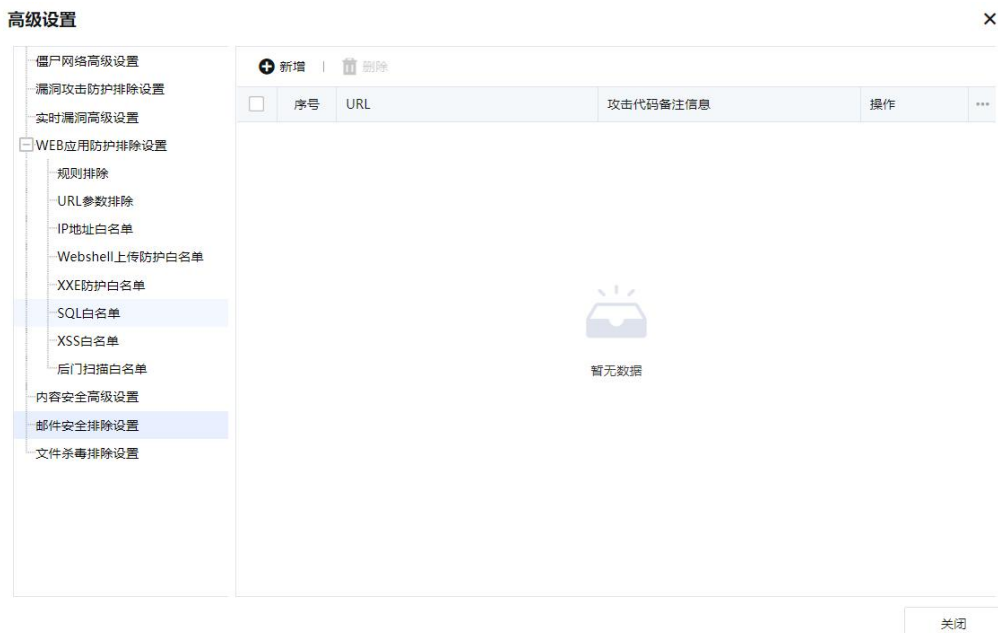 高级设置
僵尸网络高级设置
漏洞攻击防护排除设置
实时漏洞高级设置
WEB应用防护排除设置
规则排除
URL参数排除
IP地址白名单
Webshell上传防护白名单
XXE防护白名单
SQL白名单
XSS白名单
后门扫描白名单
内容安全高级设置
邮件安全排除设置
文件杀毒排除设置
新增 | 删除
序号 URL 攻击代码备注信息 操作
暂无数据
关闭